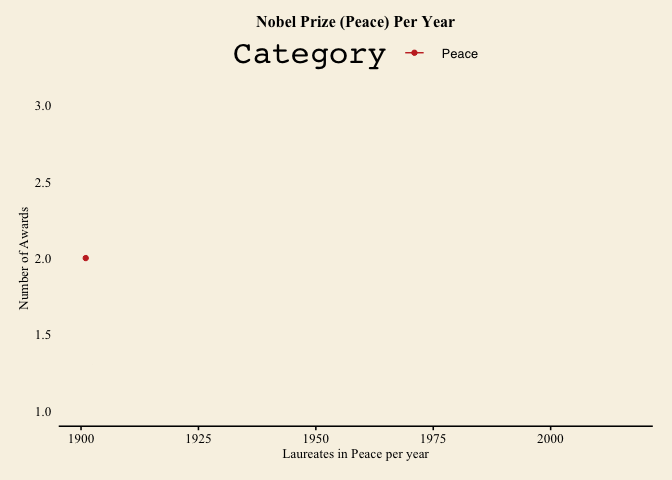 Nobel Prize (Peace) Per Year
Category Peace
3.0
2.5
2.0
1.5
1.0
Number of Awards
1900 1925 1950 1975 2000
Laureates in Peace per year